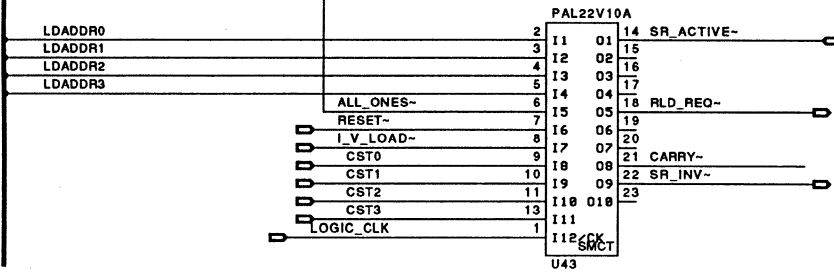 PAL22V10A
LDADDR0 2 I1 O1 14 SR_ACTIVE~
LDADDR1 3 I2 O2 15
LDADDR2 4 I3 O3 16
LDADDR3 5 I4 O4 17
ALL_ONES~ 6 I5 O5 18 RLD_REQ~
RESET~ 7 I6 O6 19
I_V_LOAD~ 8 I7 O7 20
CST0 9 I8 O8 21 CARRY~
CST1 10 I9 O9 22 SR_INV~
CST2 11 I10 O10 23
CST3 13 I11
LOGIC_CLK 1 I12/CK
SMCT
U43